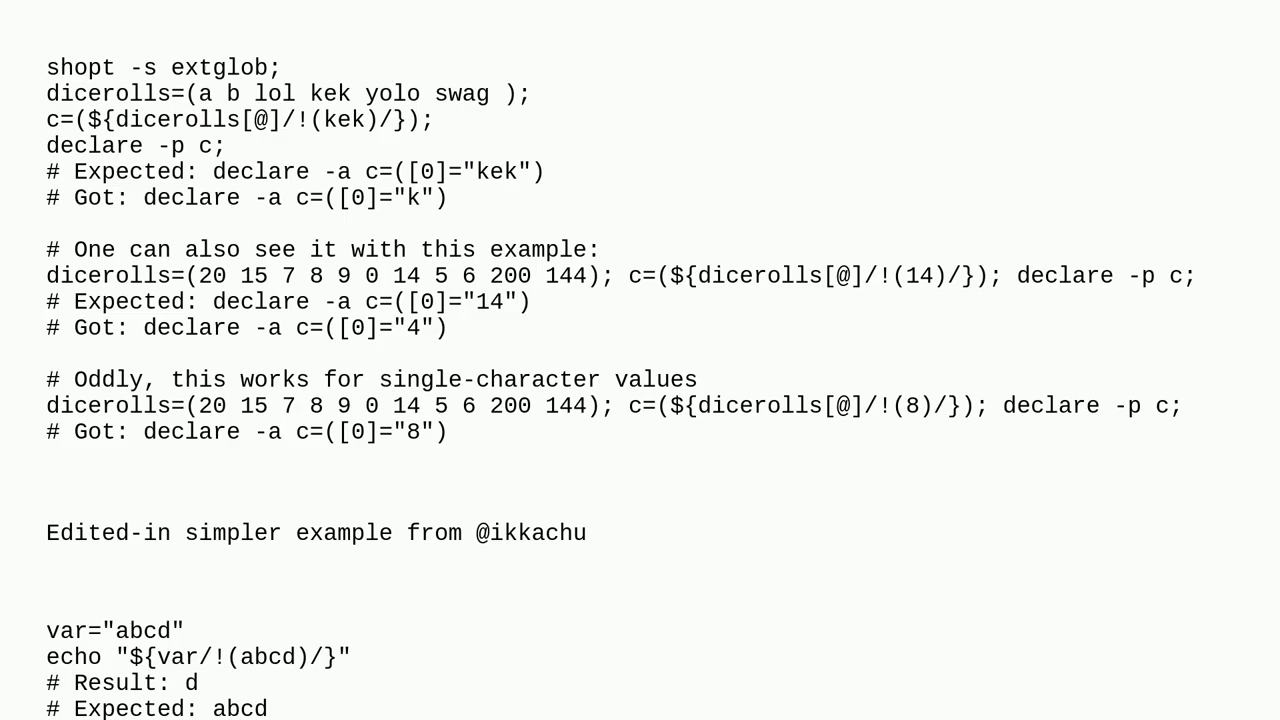 shopt -s extglob;
dicerolls=(a b lol kek yolo swag );
c=(${dicerolls[@]/!(kek)/});
declare -p c;
# Expected: declare -a c=([0]="kek")
# Got: declare -a c=([0]="k")
# One can also see it with this example:
dicerolls=(20 15 7 8 9 0 14 5 6 200 144); c=(${dicerolls[@]/!(14)/}); declare -p c;
# Expected: declare -a c=([0]="14")
# Got: declare -a c=([0]="4")
# Oddly, this works for single-character values
dicerolls=(20 15 7 8 9 0 14 5 6 200 144); c=(${dicerolls[@]/!(8)/}); declare -p c;
# Got: declare -a c=([0]="8")
Edited-in simpler example from @ikkachu
var="abcd"
echo "${var/!(abcd)/}"
# Result: d
# Expected: abcd